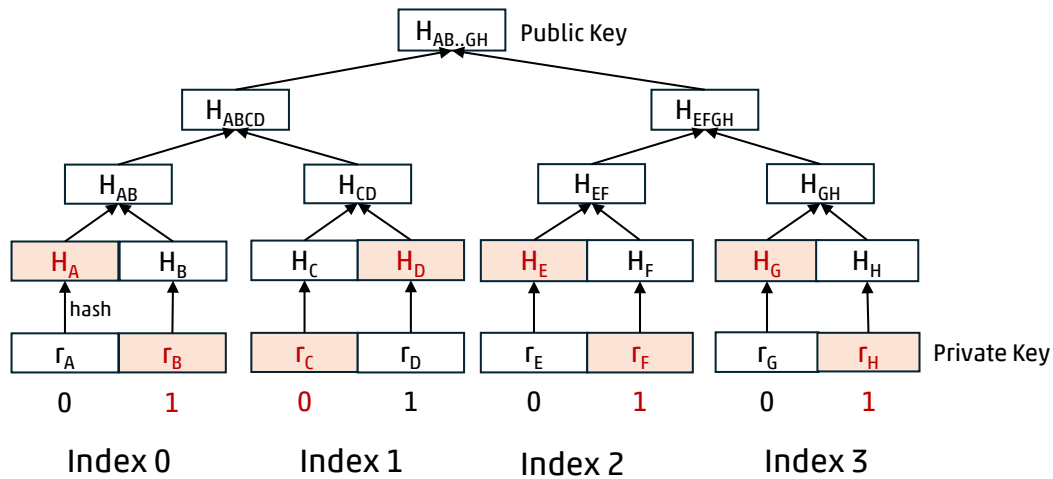 H_AB..GH Public Key
H_ABCD H_EFGH
H_AB H_CD H_EF H_GH
H_A H_B H_C H_D H_E H_F H_G H_H
hash
r_A r_B r_C r_D r_E r_F r_G r_H Private Key
0 1 0 1 0 1 0 1
Index 0 Index 1 Index 2 Index 3